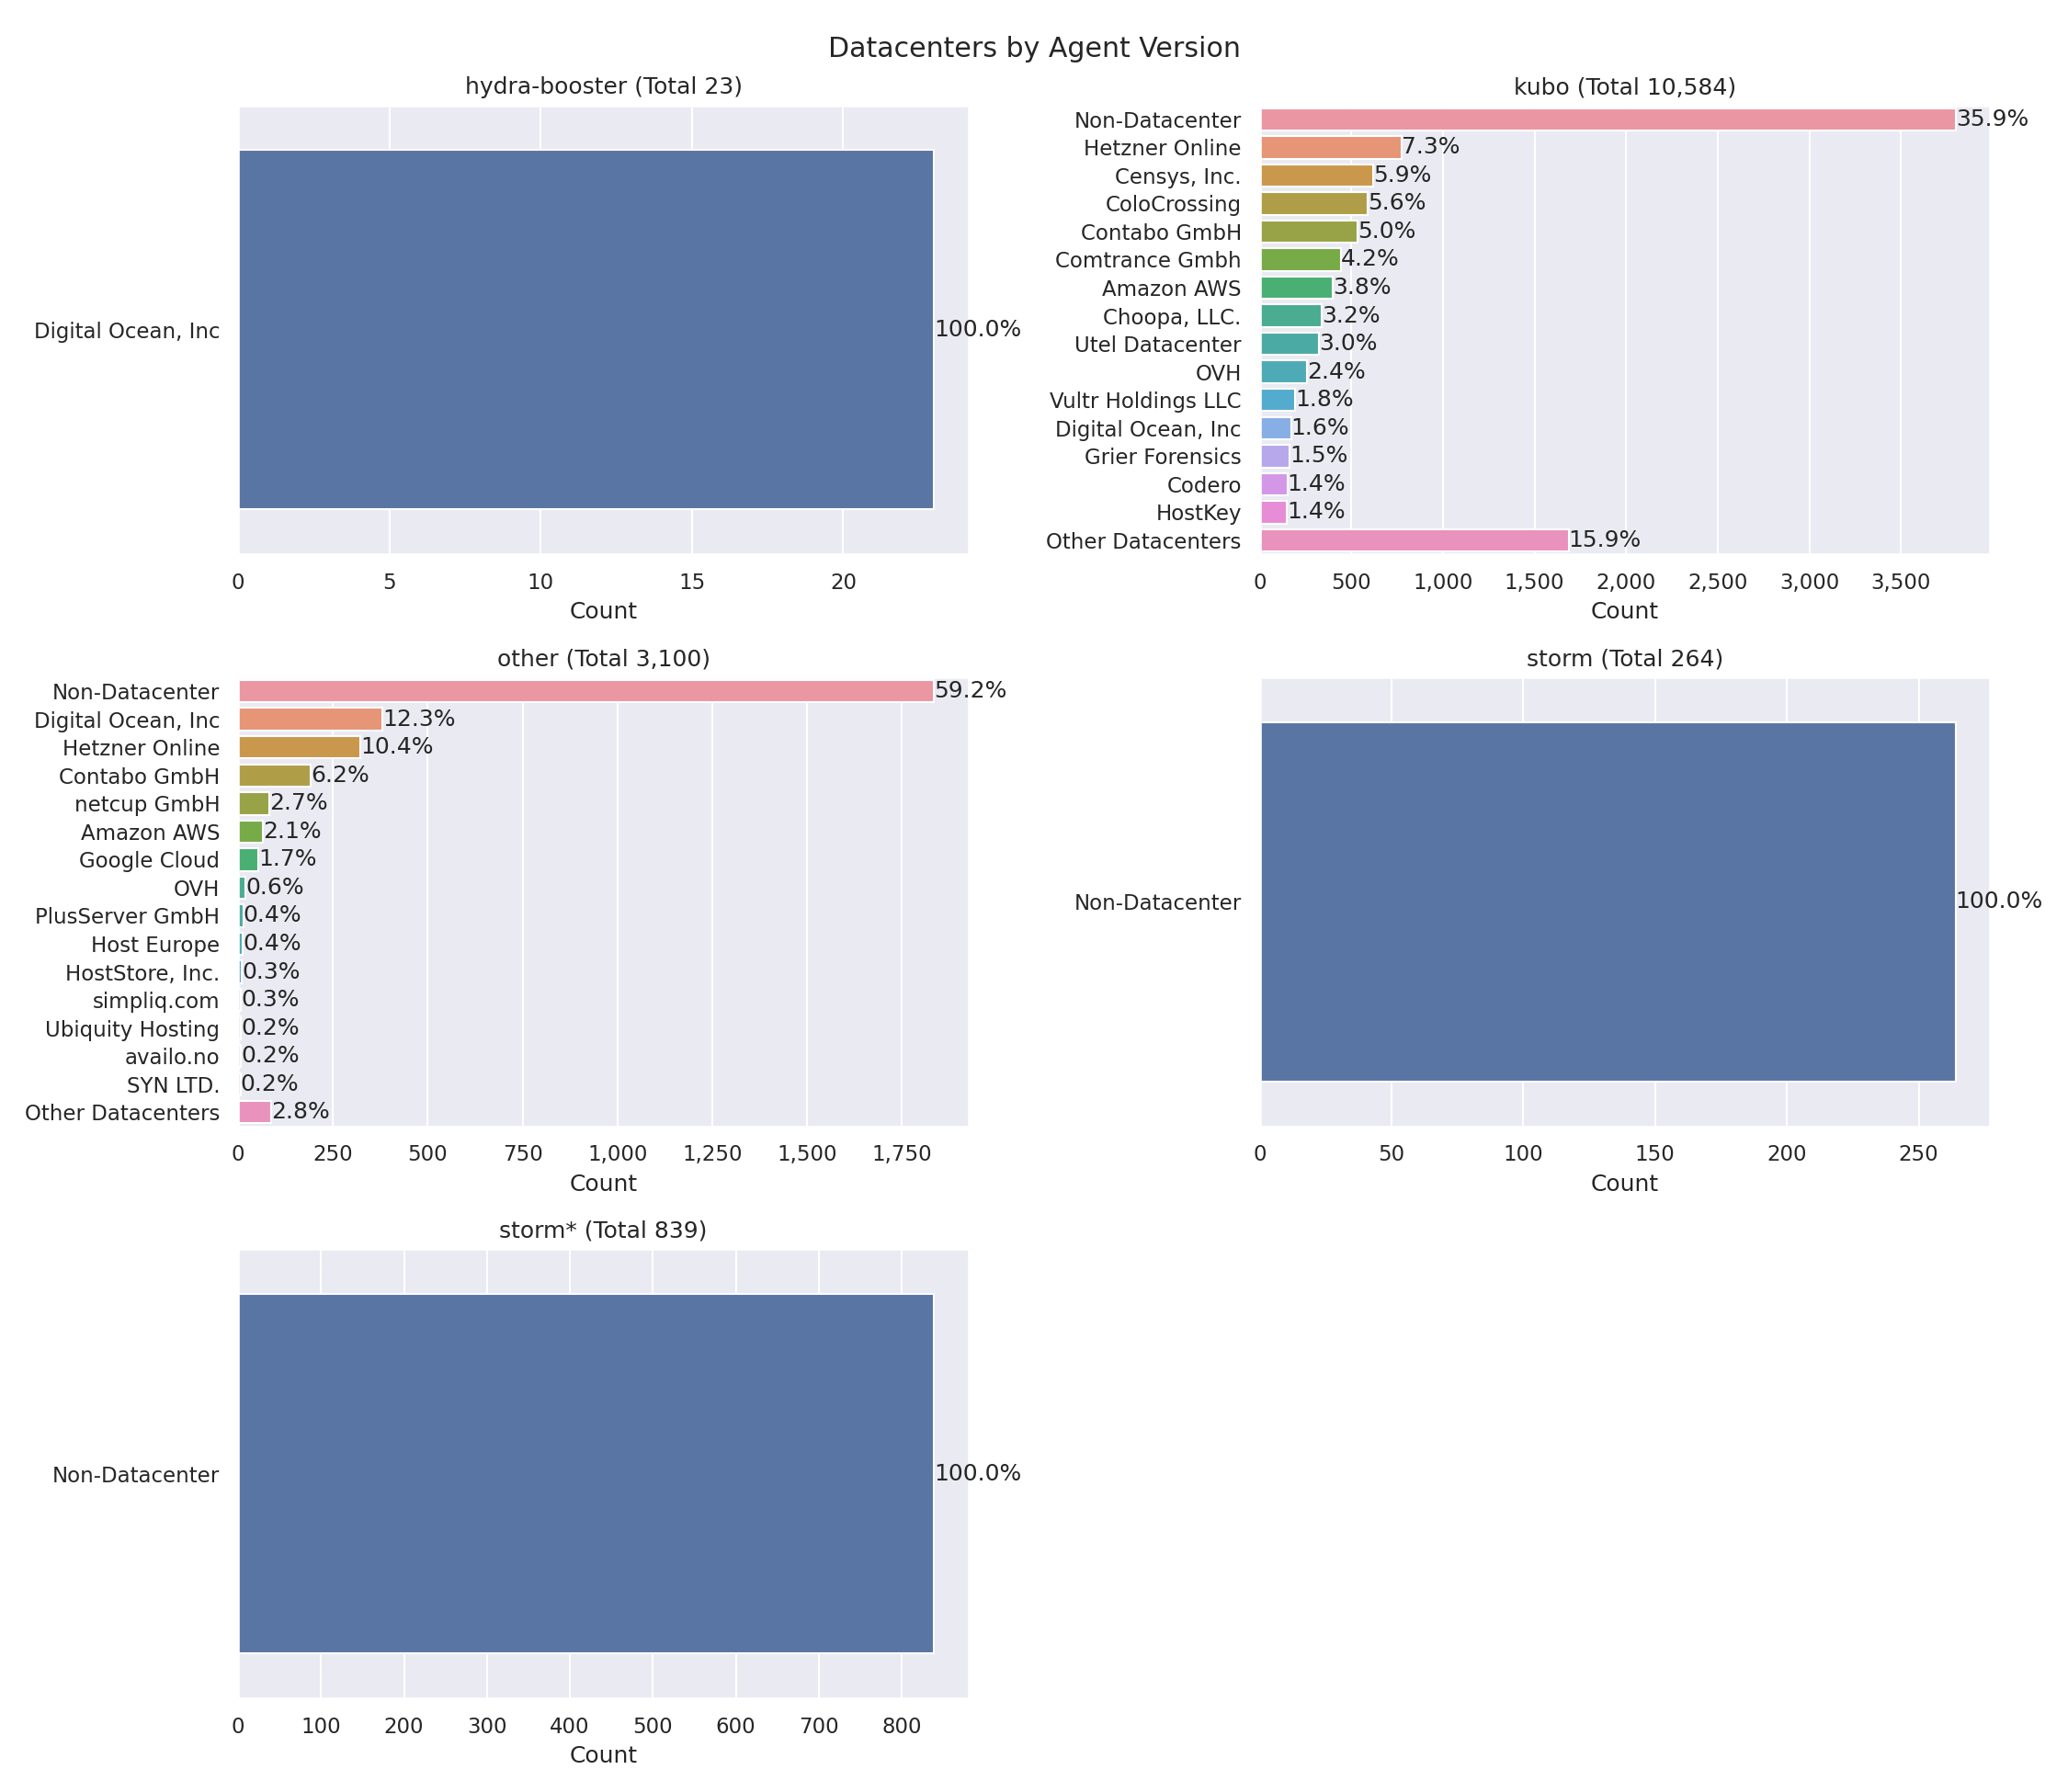 Datacenters by Agent Version
hydra-booster (Total 23)
Digital Ocean, Inc
100.0%
0 5 10 15 20
Count
kubo (Total 10,584)
Non-Datacenter 35.9%
Hetzner Online 7.3%
Censys, Inc. 5.9%
ColoCrossing 5.6%
Contabo GmbH 5.0%
Comtrance Gmbh 4.2%
Amazon AWS 3.8%
Choopa, LLC. 3.2%
Utel Datacenter 3.0%
OVH 2.4%
Vultr Holdings LLC 1.8%
Digital Ocean, Inc 1.6%
Grier Forensics 1.5%
Codero 1.4%
HostKey 1.4%
Other Datacenters 15.9%
0 500 1,000 1,500 2,000 2,500 3,000 3,500
Count
other (Total 3,100)
Non-Datacenter 59.2%
Digital Ocean, Inc 12.3%
Hetzner Online 10.4%
Contabo GmbH 6.2%
netcup GmbH 2.7%
Amazon AWS 2.1%
Google Cloud 1.7%
OVH 0.6%
PlusServer GmbH 0.4%
Host Europe 0.4%
HostStore, Inc. 0.3%
simpliq.com 0.3%
Ubiquity Hosting 0.2%
availo.no 0.2%
SYN LTD. 0.2%
Other Datacenters 2.8%
0 250 500 750 1,000 1,250 1,500 1,750
Count
storm (Total 264)
Non-Datacenter 100.0%
0 50 100 150 200 250
Count
storm* (Total 839)
Non-Datacenter 100.0%
0 100 200 300 400 500 600 700 800
Count